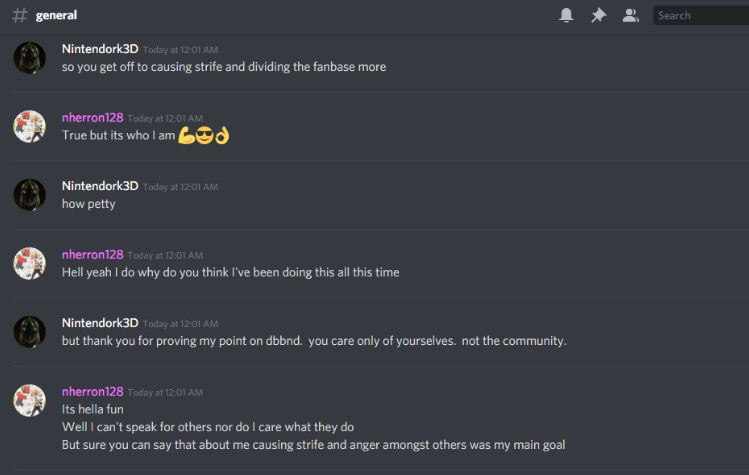 # general
Search
Nintendork3D Today at 12:01 AM
so you get off to causing strife and dividing the fanbase more
nherron128 Today at 12:01 AM
True but its who I am 💪😎👌
Nintendork3D Today at 12:01 AM
how petty
nherron128 Today at 12:01 AM
Hell yeah I do why do you think I've been doing this all this time
Nintendork3D Today at 12:01 AM
but thank you for proving my point on dbbnd. you care only of yourselves. not the community.
nherron128 Today at 12:01 AM
Its hella fun
Well I can't speak for others nor do I care what they do
But sure you can say that about me causing strife and anger amongst others was my main goal